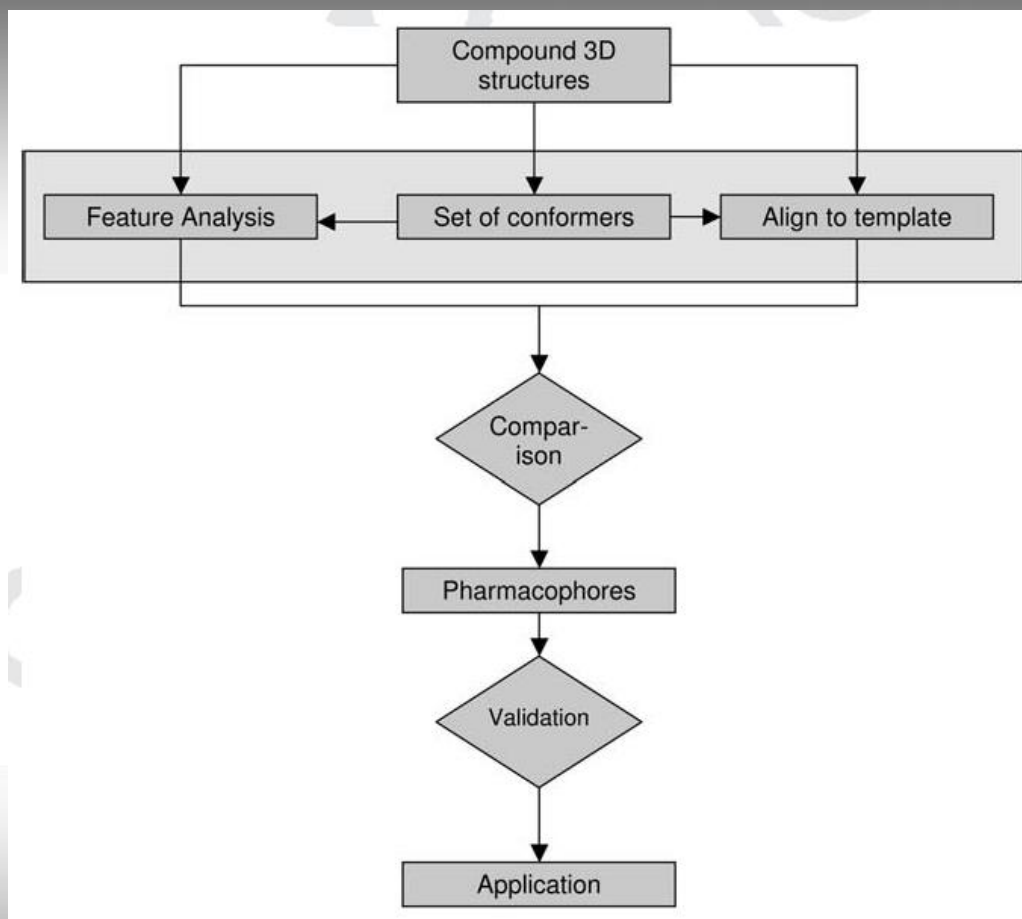 Compound 3D
structures
Feature Analysis
Set of conformers
Align to template
Compar-
ison
Pharmacophores
Validation
Application